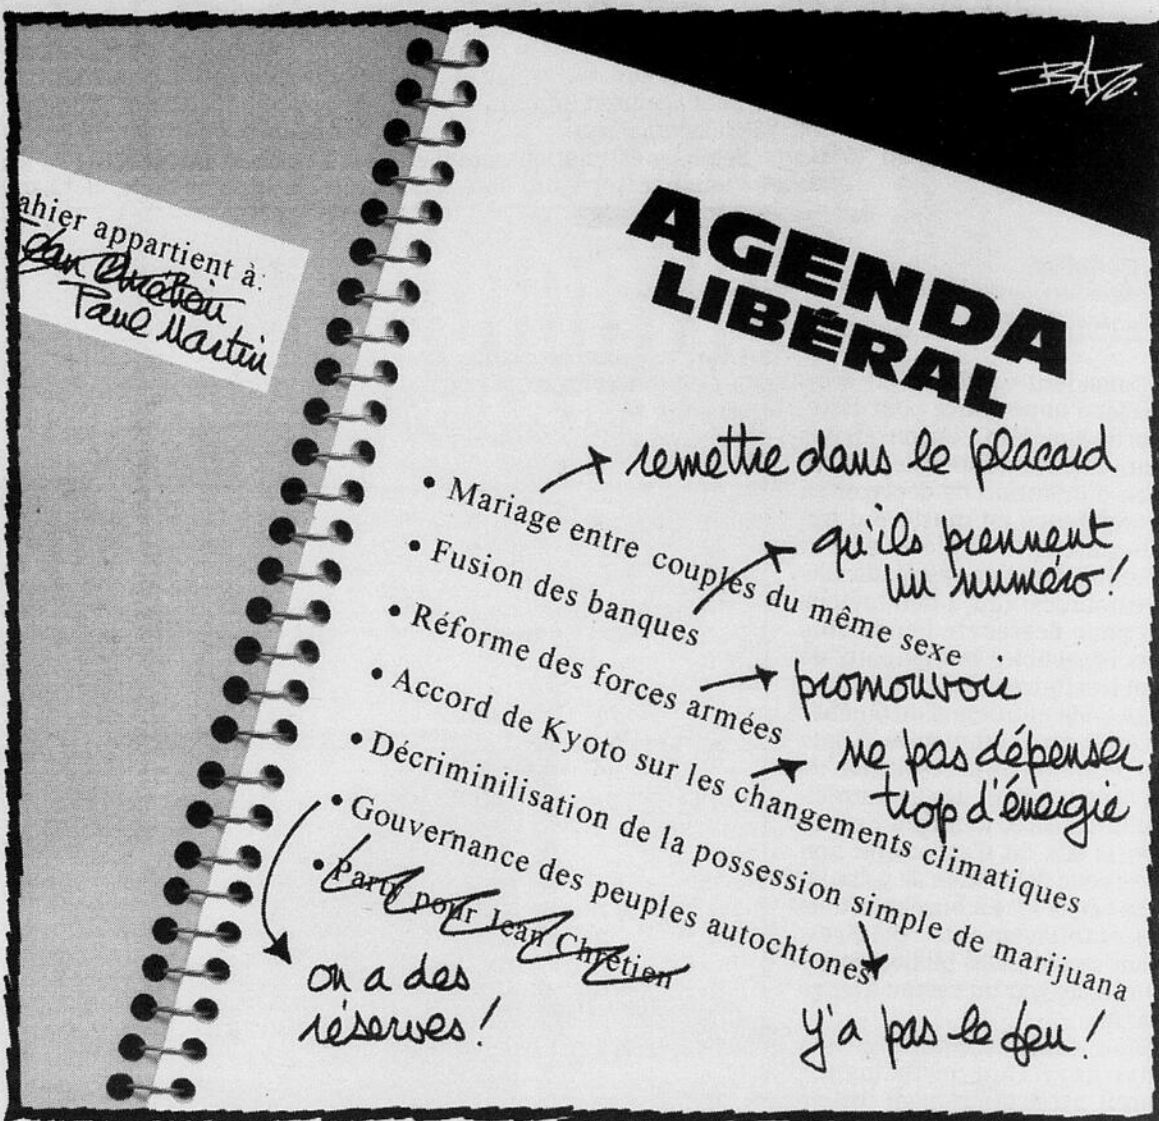 BADO.
ahier appartient à:
Jean Chrétien
Paul Martin
AGENDA
LIBÉRAL
remettre dans le placard
• Mariage entre couples du même sexe
qu'ils prennent
un numéro!
• Fusion des banques
• Réforme des forces armées
promouvoir
• Accord de Kyoto sur les changements climatiques
ne pas dépenser
trop d'énergie
• Décriminilisation de la possession simple de marijuana
y'a pas le feu!
• Gouvernance des peuples autochtones
on a des
réserves!
• Party pour Jean Chrétien